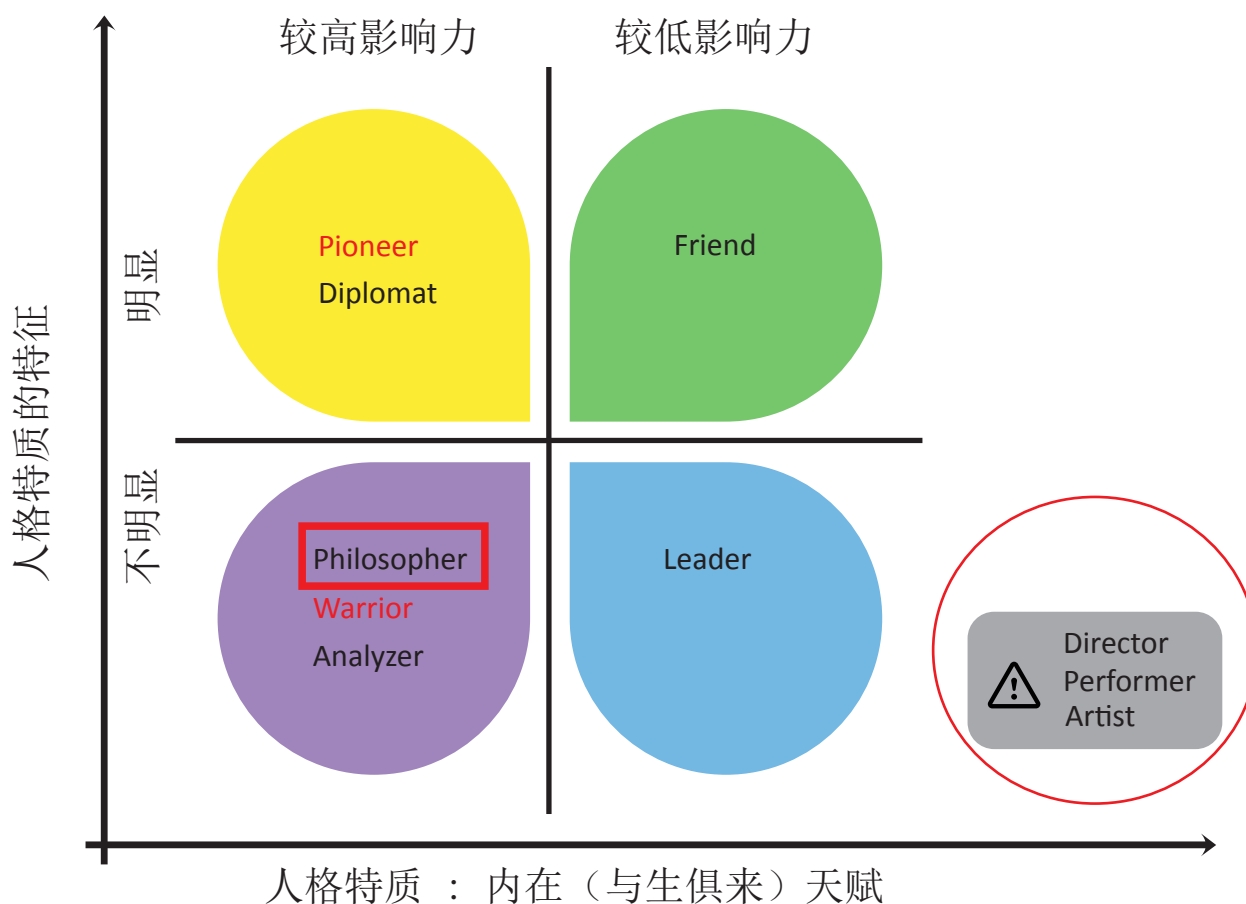 较高影响力
较低影响力
人格特质的特征
明显
不明显
Pioneer
Diplomat
Friend
Philosopher
Warrior
Analyzer
Leader
Director
Performer
Artist
人格特质 : 内在（与生俱来）天赋